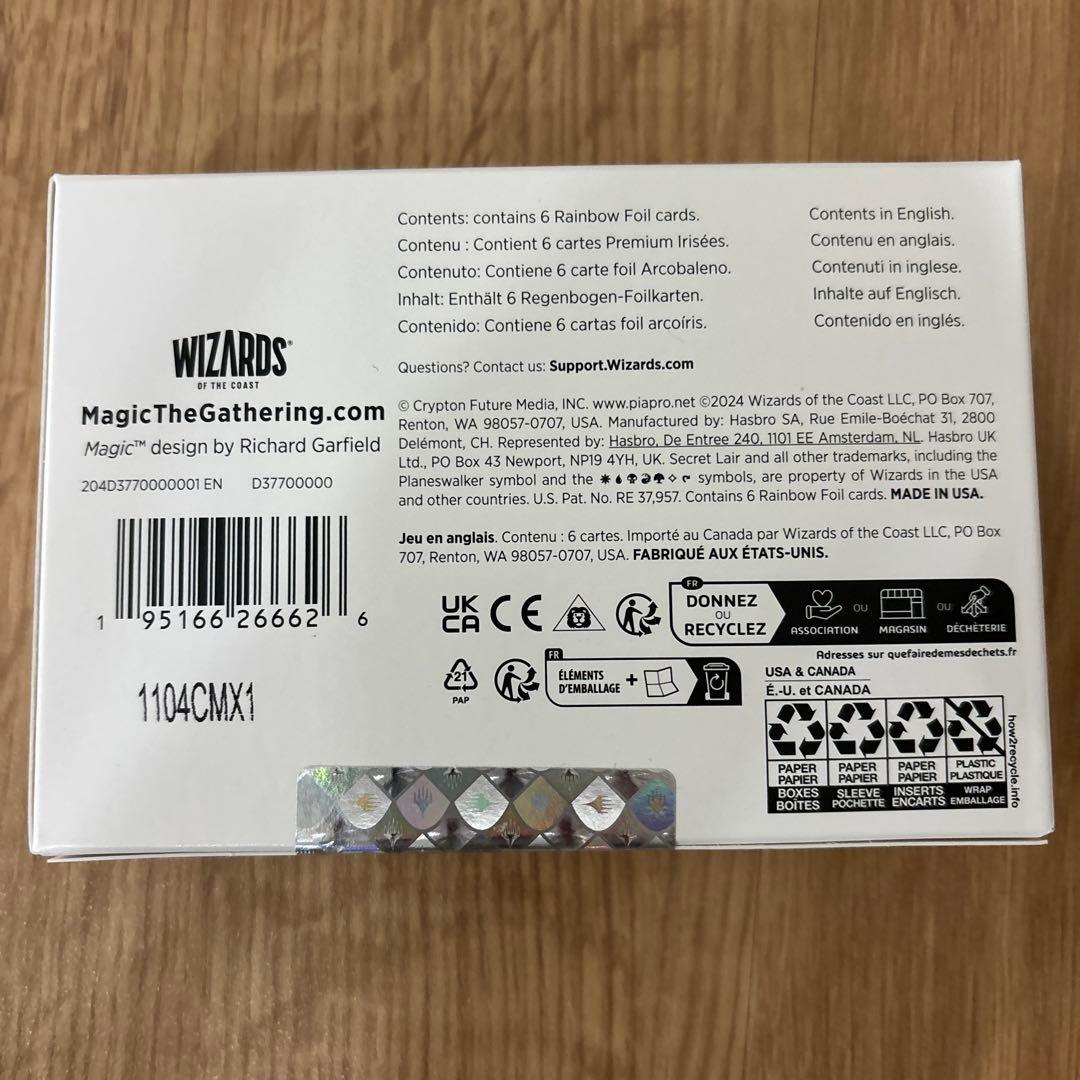 Contents: contains 6 Rainbow Foil cards.
Contenu : Contient 6 cartes Premium Irisées.
Contenuto: Contiene 6 carte foil Arcobaleno.
Inhalt: Enthält 6 Regenbogen-Foilkarten.
Contenido: Contiene 6 cartas foil arcoíris.
Contents in English.
Contenu en anglais.
Contenuti in inglese.
Inhalte auf Englisch.
Contenido en inglés.
WIZARDS®
OF THE COAST
MagicTheGathering.com
Magic™ design by Richard Garfield
204D3770000001 EN D37700000
1 95166 26662 6
1104CMX1
Questions? Contact us: Support.Wizards.com
© Crypton Future Media, INC. www.piapro.net ©2024 Wizards of the Coast LLC, PO Box 707,
Renton, WA 98057-0707, USA. Manufactured by: Hasbro SA, Rue Emile-Boéchat 31, 2800
Delémont, CH. Represented by: Hasbro, De Entree 240, 1101 EE Amsterdam, NL. Hasbro UK
Ltd., PO Box 43 Newport, NP19 4YH, UK. Secret Lair and all other trademarks, including the
Planeswalker symbol and the symbols, are property of Wizards in the USA
and other countries. U.S. Pat. No. RE 37,957. Contains 6 Rainbow Foil cards. MADE IN USA.
Jeu en anglais. Contenu : 6 cartes. Importé au Canada par Wizards of the Coast LLC, PO Box
707, Renton, WA 98057-0707, USA. FABRIQUÉ AUX ÉTATS-UNIS.
UK
CA
CE
FR
DONNEZ
OU
RECYCLEZ
ASSOCIATION
OU
MAGASIN
OU
DÉCHÈTERIE
Adresses sur quefairedemesdechets.fr
21
PAP
FR
ÉLÉMENTS
D'EMBALLAGE
+
USA & CANADA
É.-U. et CANADA
PAPER
PAPIER
BOXES
BOÎTES
PAPER
PAPIER
SLEEVE
POCHETTE
PAPER
PAPIER
INSERTS
ENCARTS
PLASTIC
PLASTIQUE
WRAP
EMBALLAGE
how2recycle.info